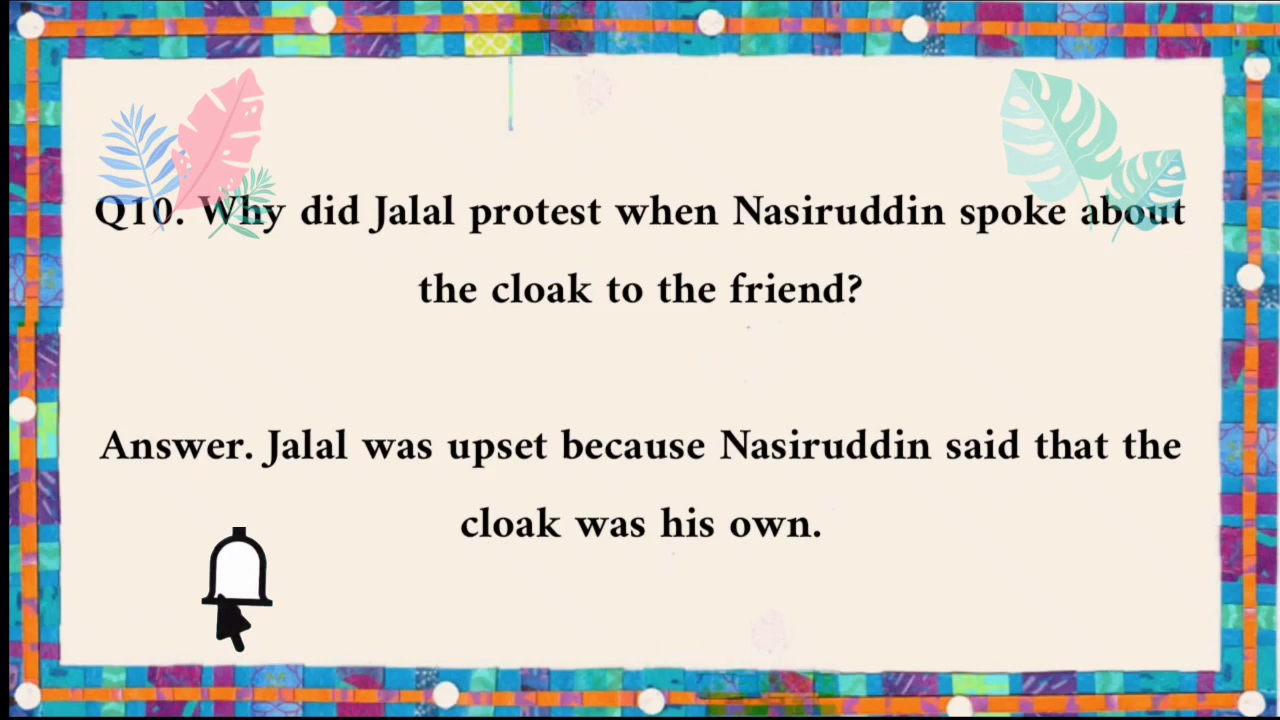 Q10. Why did Jalal protest when Nasiruddin spoke about
the cloak to the friend?
Answer. Jalal was upset because Nasiruddin said that the
cloak was his own.